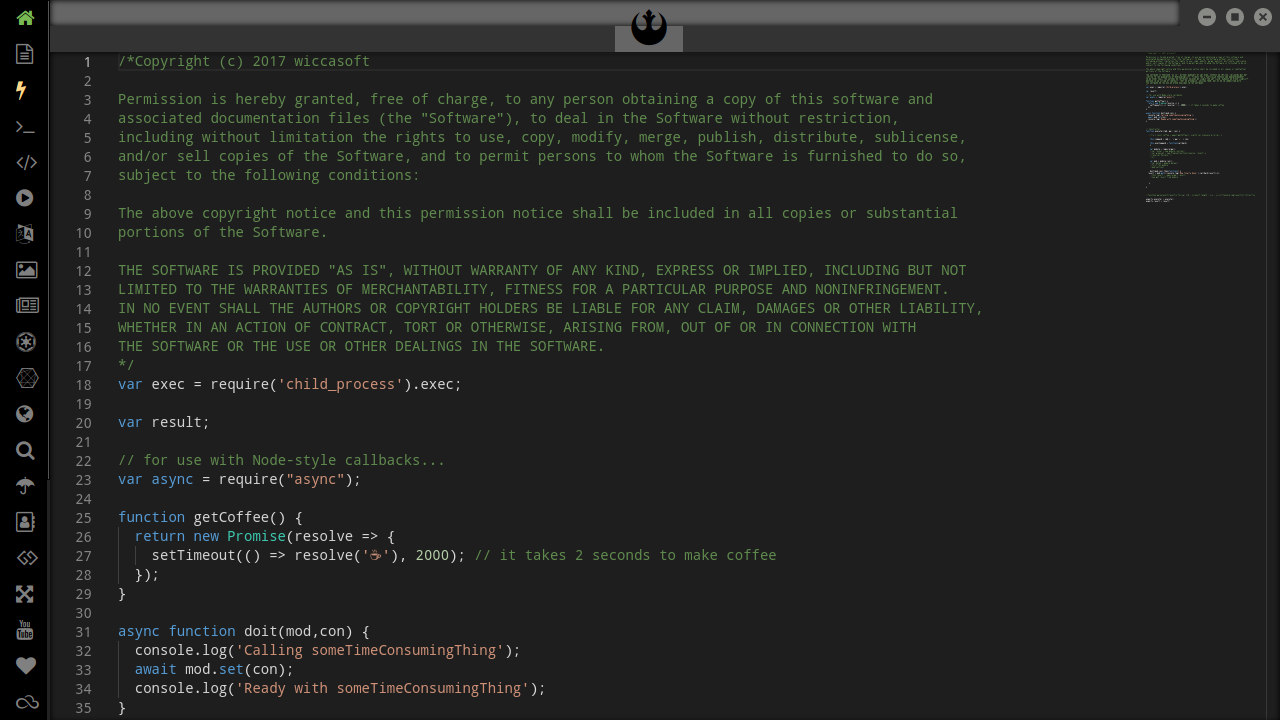 1 /*Copyright (c) 2017 wiccasoft
2
3 Permission is hereby granted, free of charge, to any person obtaining a copy of this software and
4 associated documentation files (the "Software"), to deal in the Software without restriction,
5 including without limitation the rights to use, copy, modify, merge, publish, distribute, sublicense,
6 and/or sell copies of the Software, and to permit persons to whom the Software is furnished to do so,
7 subject to the following conditions:
8
9 The above copyright notice and this permission notice shall be included in all copies or substantial
10 portions of the Software.
11
12 THE SOFTWARE IS PROVIDED "AS IS", WITHOUT WARRANTY OF ANY KIND, EXPRESS OR IMPLIED, INCLUDING BUT NOT
13 LIMITED TO THE WARRANTIES OF MERCHANTABILITY, FITNESS FOR A PARTICULAR PURPOSE AND NONINFRINGEMENT.
14 IN NO EVENT SHALL THE AUTHORS OR COPYRIGHT HOLDERS BE LIABLE FOR ANY CLAIM, DAMAGES OR OTHER LIABILITY,
15 WHETHER IN AN ACTION OF CONTRACT, TORT OR OTHERWISE, ARISING FROM, OUT OF OR IN CONNECTION WITH
16 THE SOFTWARE OR THE USE OR OTHER DEALINGS IN THE SOFTWARE.
17 */
18 var exec = require('child_process').exec;
19
20 var result;
21
22 // for use with Node-style callbacks...
23 var async = require("async");
24
25 function getCoffee() {
26 return new Promise(resolve => {
27 setTimeout(() => resolve('☕'), 2000); // it takes 2 seconds to make coffee
28 });
29 }
30
31 async function doit(mod,con) {
32 console.log('Calling someTimeConsumingThing');
33 await mod.set(con);
34 console.log('Ready with someTimeConsumingThing');
35 }
You
Tube